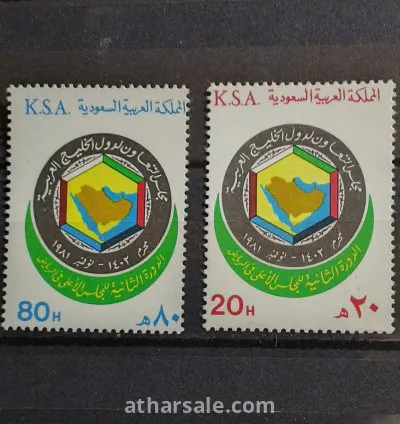 K.S.A. المملكة العربية السعودية
مجلس التعاون لدول الخليج العربية
محرم ١٤٠٢ - نوفمبر ١٩٨١
الدورة الثانية للمجلس الأعلى في الرياض
80H ٨٠ هـ
K.S.A. المملكة العربية السعودية
مجلس التعاون لدول الخليج العربية
محرم ١٤٠٢ - نوفمبر ١٩٨١
الدورة الثانية للمجلس الأعلى في الرياض
20H ٢٠ هـ
atharsale.com